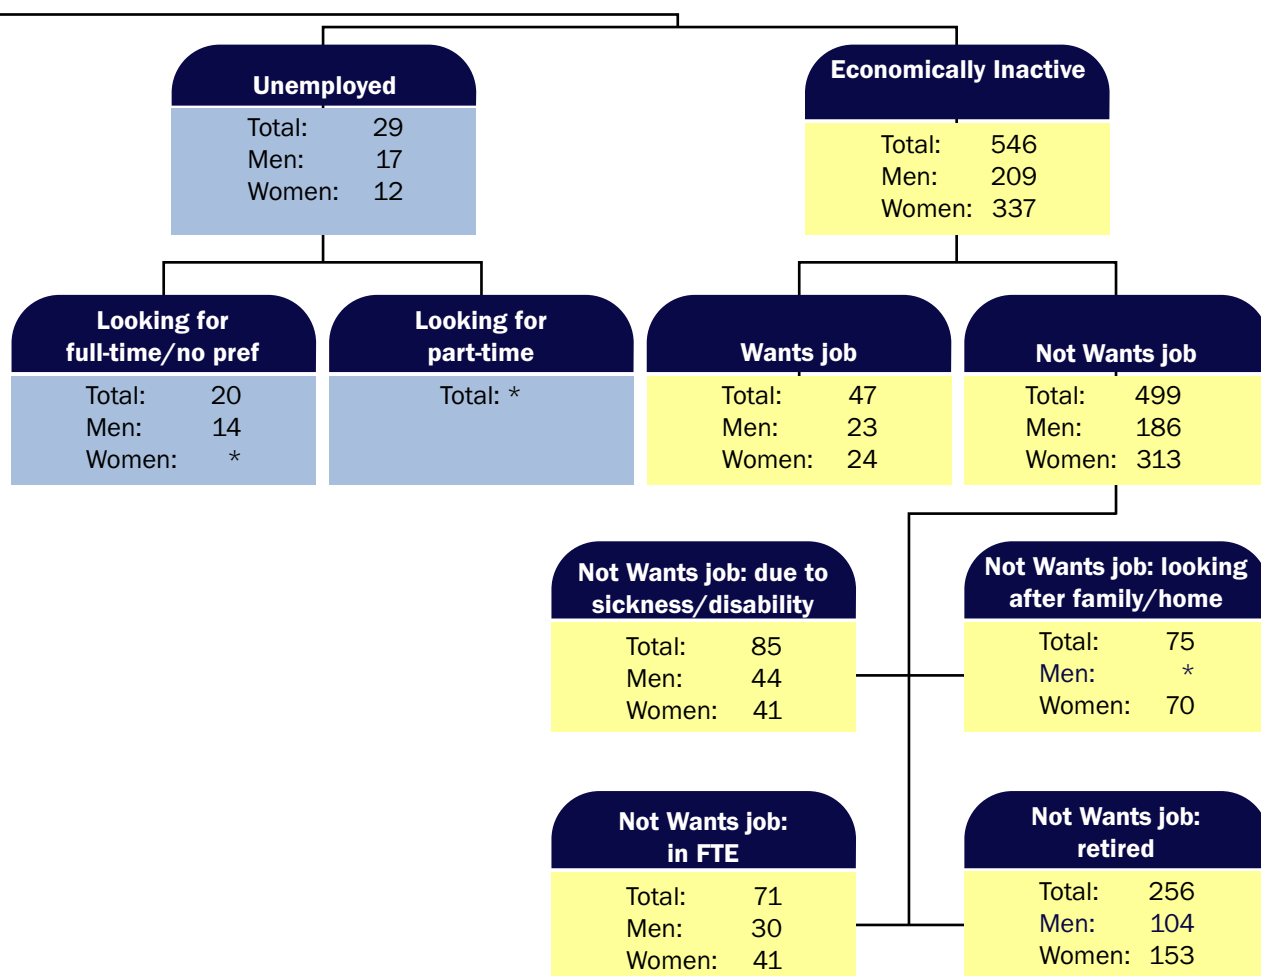 Unemployed
Total: 29
Men: 17
Women: 12
Economically Inactive
Total: 546
Men: 209
Women: 337
Looking for
full-time/no pref
Total: 20
Men: 14
Women: *
Looking for
part-time
Total: *
Wants job
Total: 47
Men: 23
Women: 24
Not Wants job
Total: 499
Men: 186
Women: 313
Not Wants job: due to
sickness/disability
Total: 85
Men: 44
Women: 41
Not Wants job: looking
after family/home
Total: 75
Men: *
Women: 70
Not Wants job:
in FTE
Total: 71
Men: 30
Women: 41
Not Wants job:
retired
Total: 256
Men: 104
Women: 153